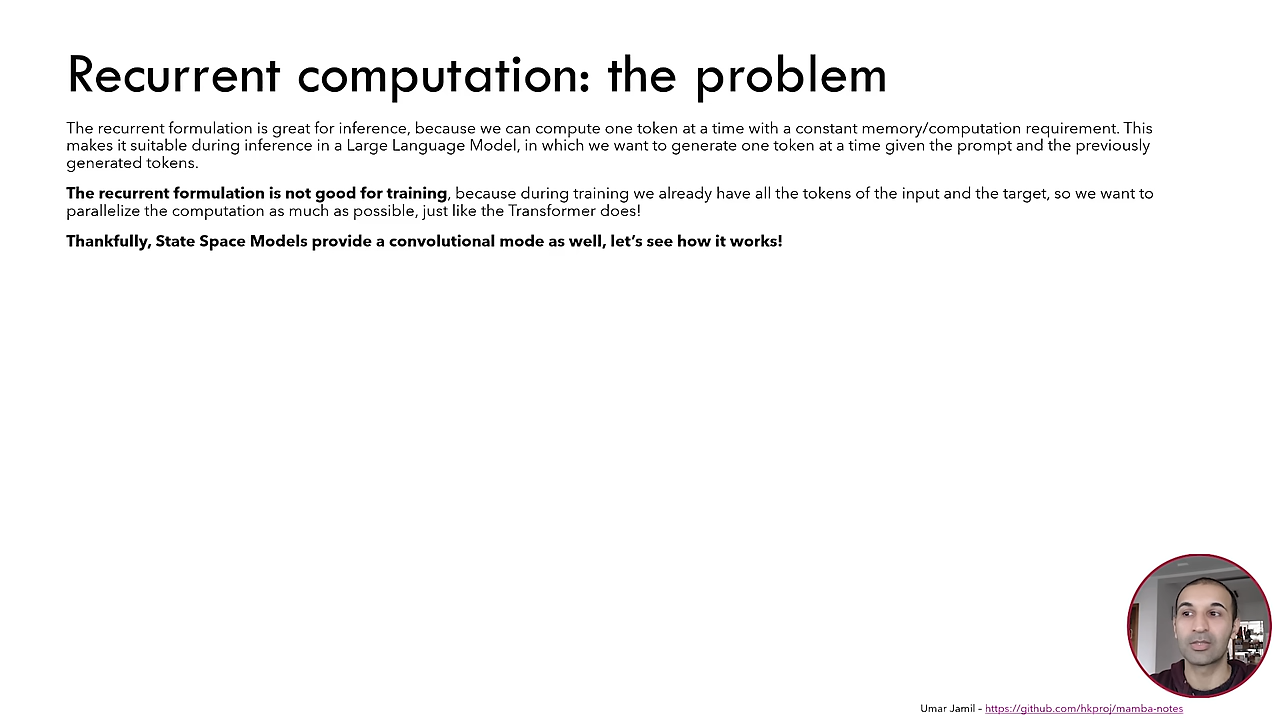 Recurrent computation: the problem
The recurrent formulation is great for inference, because we can compute one token at a time with a constant memory/computation requirement. This
makes it suitable during inference in a Large Language Model, in which we want to generate one token at a time given the prompt and the previously
generated tokens.
The recurrent formulation is not good for training, because during training we already have all the tokens of the input and the target, so we want to
parallelize the computation as much as possible, just like the Transformer does!
Thankfully, State Space Models provide a convolutional mode as well, let’s see how it works!
Umar Jamil – https://github.com/hkproj/mamba-notes